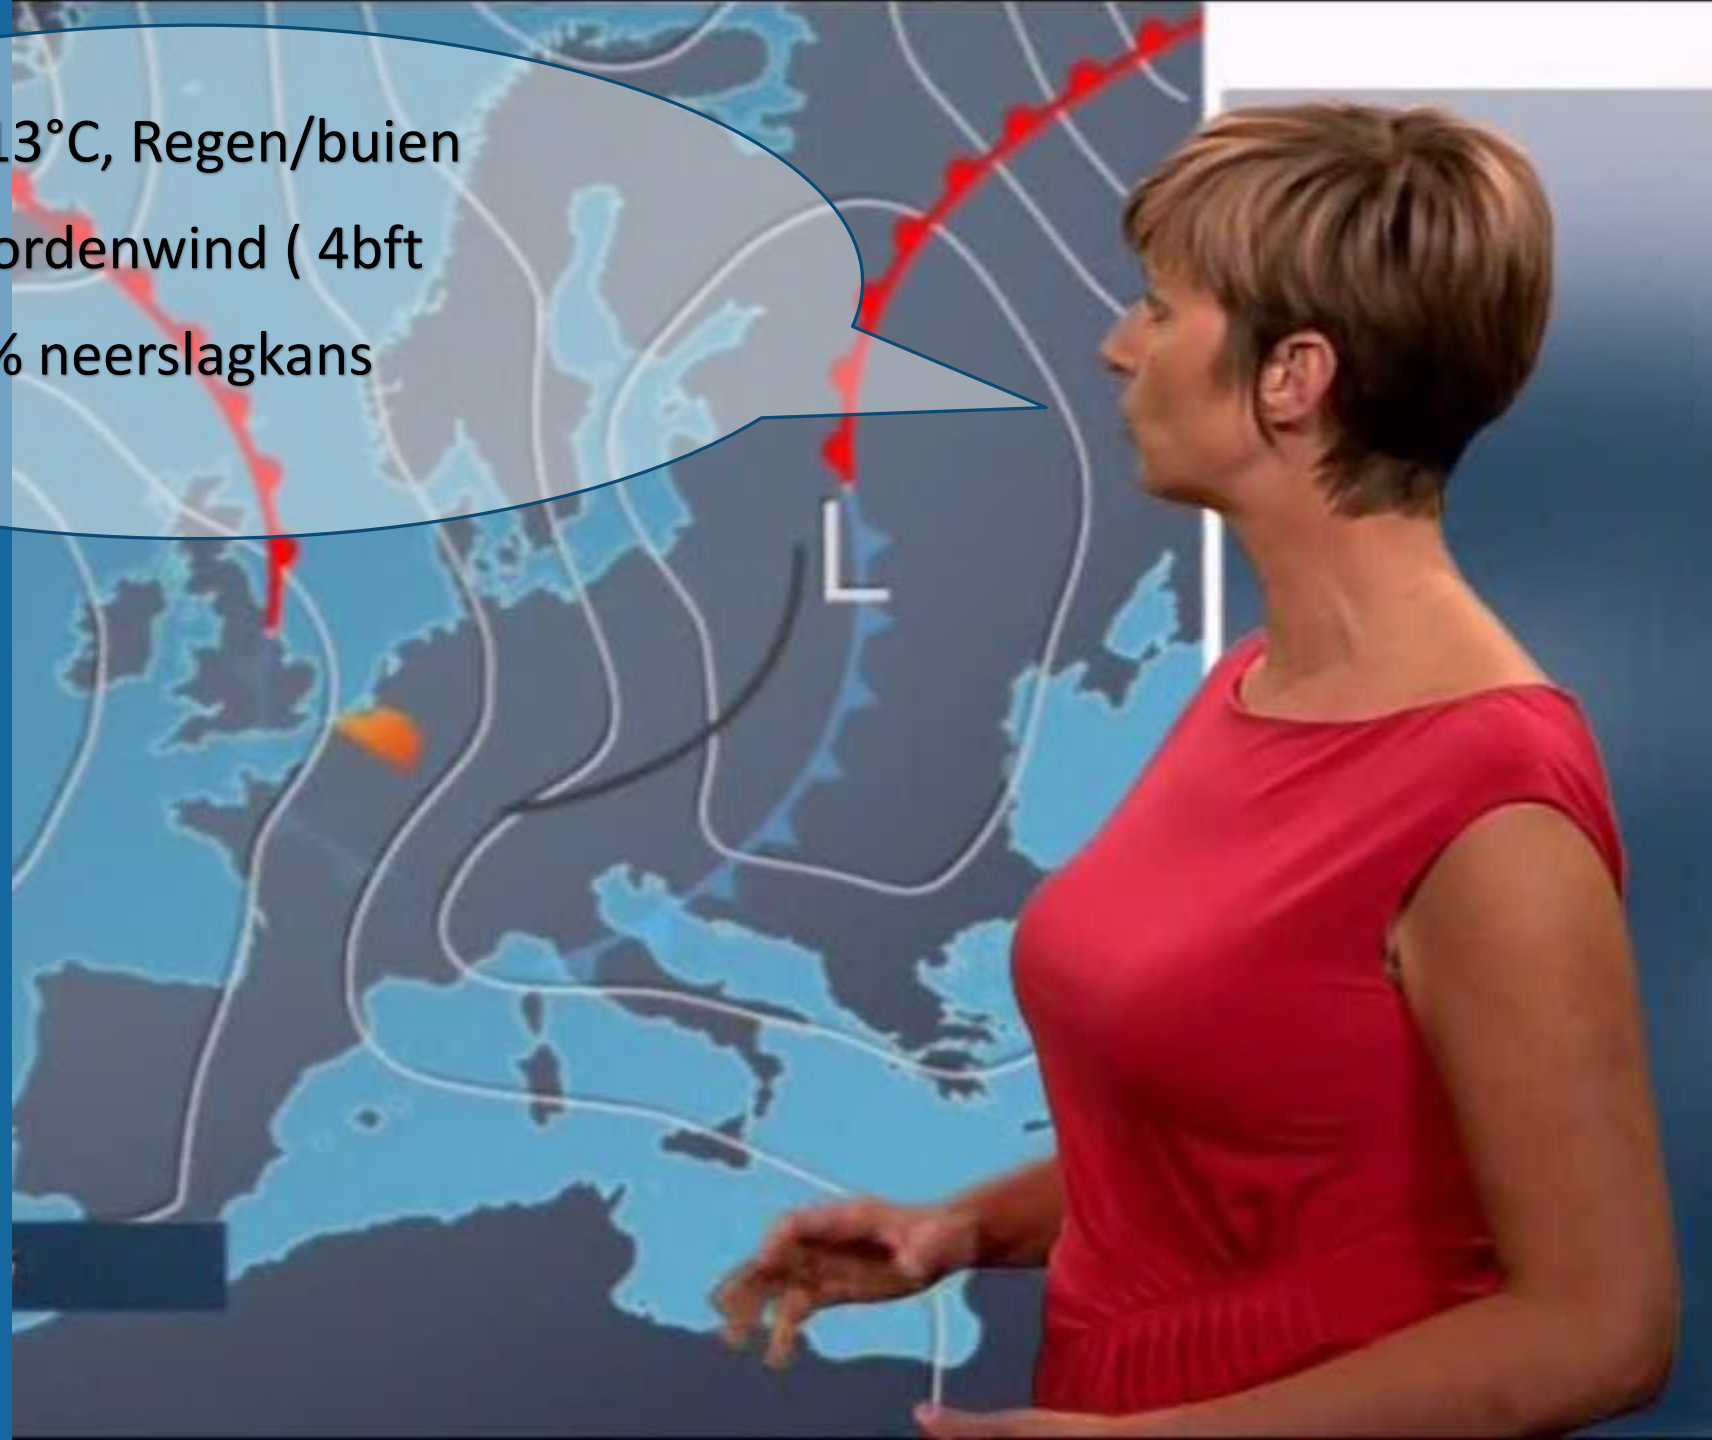 13°C, Regen/buien
ordenwind ( 4bft
% neerslagkans
L